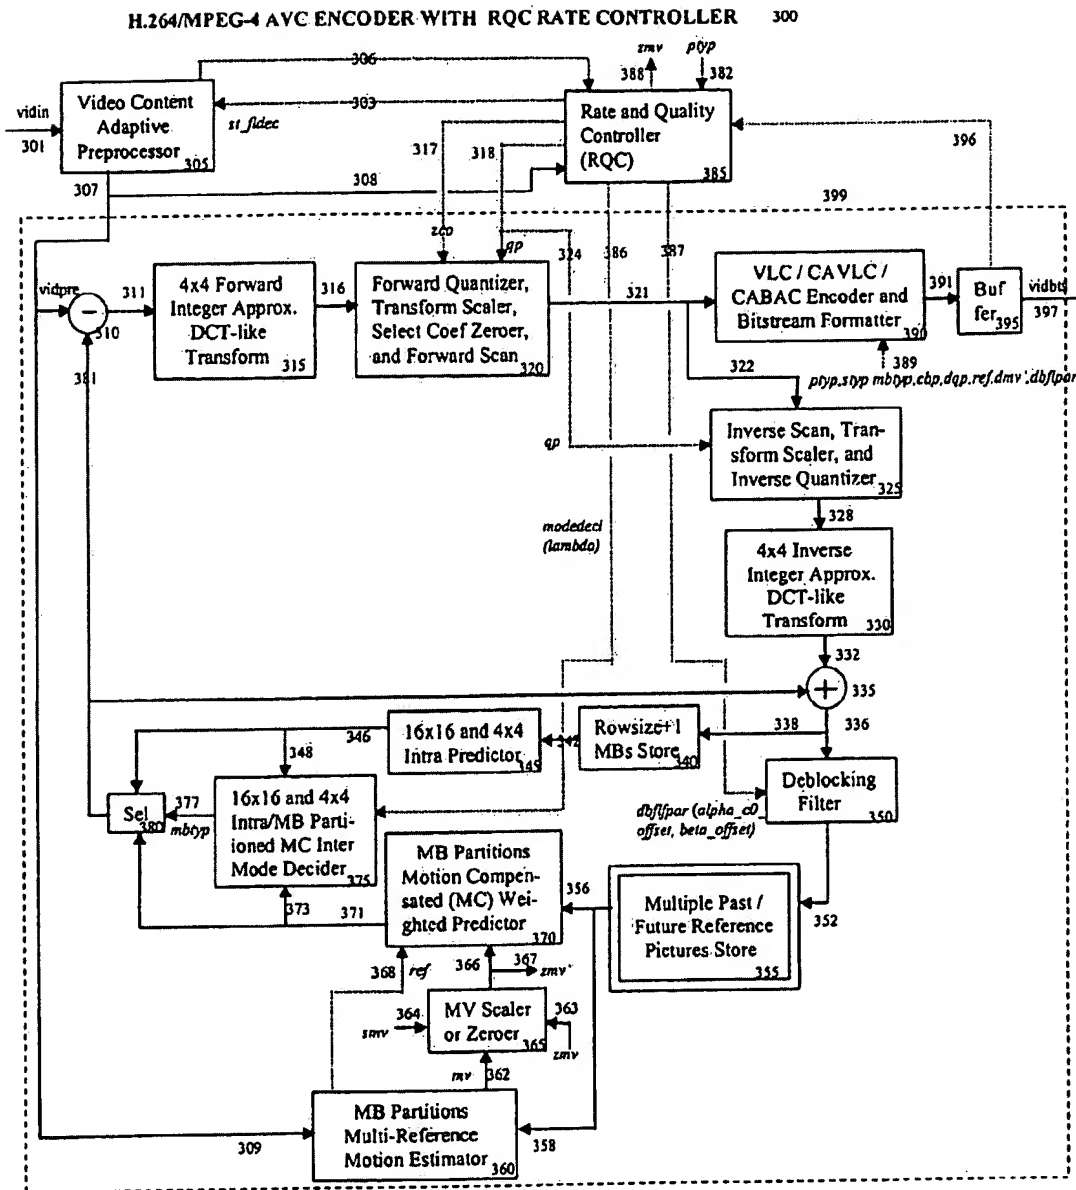 H.264/MPEG-4 AVC ENCODER WITH RQC RATE CONTROLLER 300
306
zmv
ptyp
388
382
vidin
301
Video Content
Adaptive
Preprocessor
305
303
st_fldec
Rate and Quality
Controller
(RQC)
385
317
318
396
307
308
399
zco
qp
324
386
387
vidpre
310
311
4x4 Forward
Integer Approx.
DCT-like
Transform
315
316
Forward Quantizer,
Transform Scaler,
Select Coef Zeroer,
and Forward Scan
320
321
VLC / CAVLC /
CABAC Encoder and
Bitstream Formatter
390
391
Buf
fer
395
vidbts
397
381
322
389
ptyp,styp mbtyp,cbp,dqp,ref,dmv',dbflpar
qp
Inverse Scan, Tran-
sform Scaler, and
Inverse Quantizer
325
328
modedecl
(lambda)
4x4 Inverse
Integer Approx.
DCT-like
Transform
330
332
+
335
338
336
346
16x16 and 4x4
Intra Predictor
345
342
Rowsize+1
MBs Store
340
348
Sel
380
377
mbtyp
16x16 and 4x4
Intra/MB Parti-
tioned MC Inter
Mode Decider
375
Deblocking
Filter
350
dbflfpar (alpha_c0_
offset, beta_offset)
373
371
MB Partitions
Motion Compen-
sated (MC) Wei-
ghted Predictor
370
356
Multiple Past /
Future Reference
Pictures Store
355
352
368
ref
366
367
zmv'
364
smv
MV Scaler
or Zeroer
365
363
zmv
mv
362
309
MB Partitions
Multi-Reference
Motion Estimator
360
358